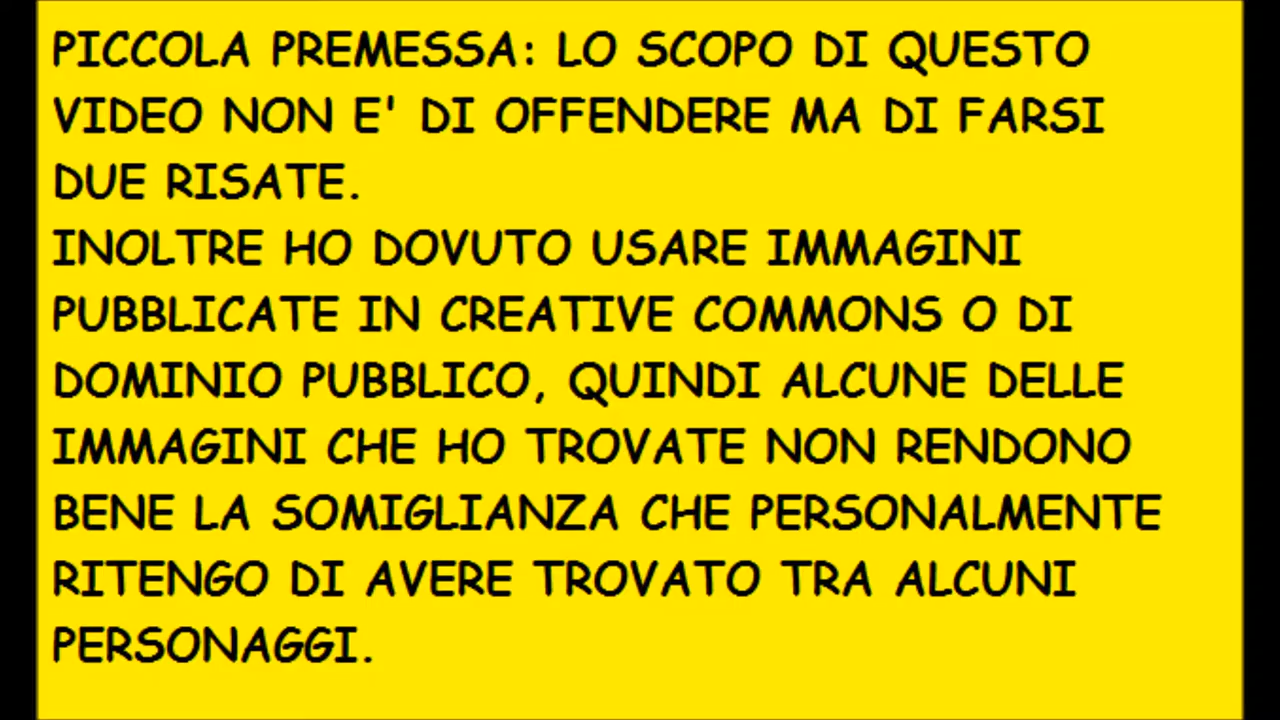 PICCOLA PREMESSA: LO SCOPO DI QUESTO
VIDEO NON E' DI OFFENDERE MA DI FARSI
DUE RISATE.
INOLTRE HO DOVUTO USARE IMMAGINI
PUBBLICATE IN CREATIVE COMMONS O DI
DOMINIO PUBBLICO, QUINDI ALCUNE DELLE
IMMAGINI CHE HO TROVATE NON RENDONO
BENE LA SOMIGLIANZA CHE PERSONALMENTE
RITENGO DI AVERE TROVATO TRA ALCUNI
PERSONAGGI.